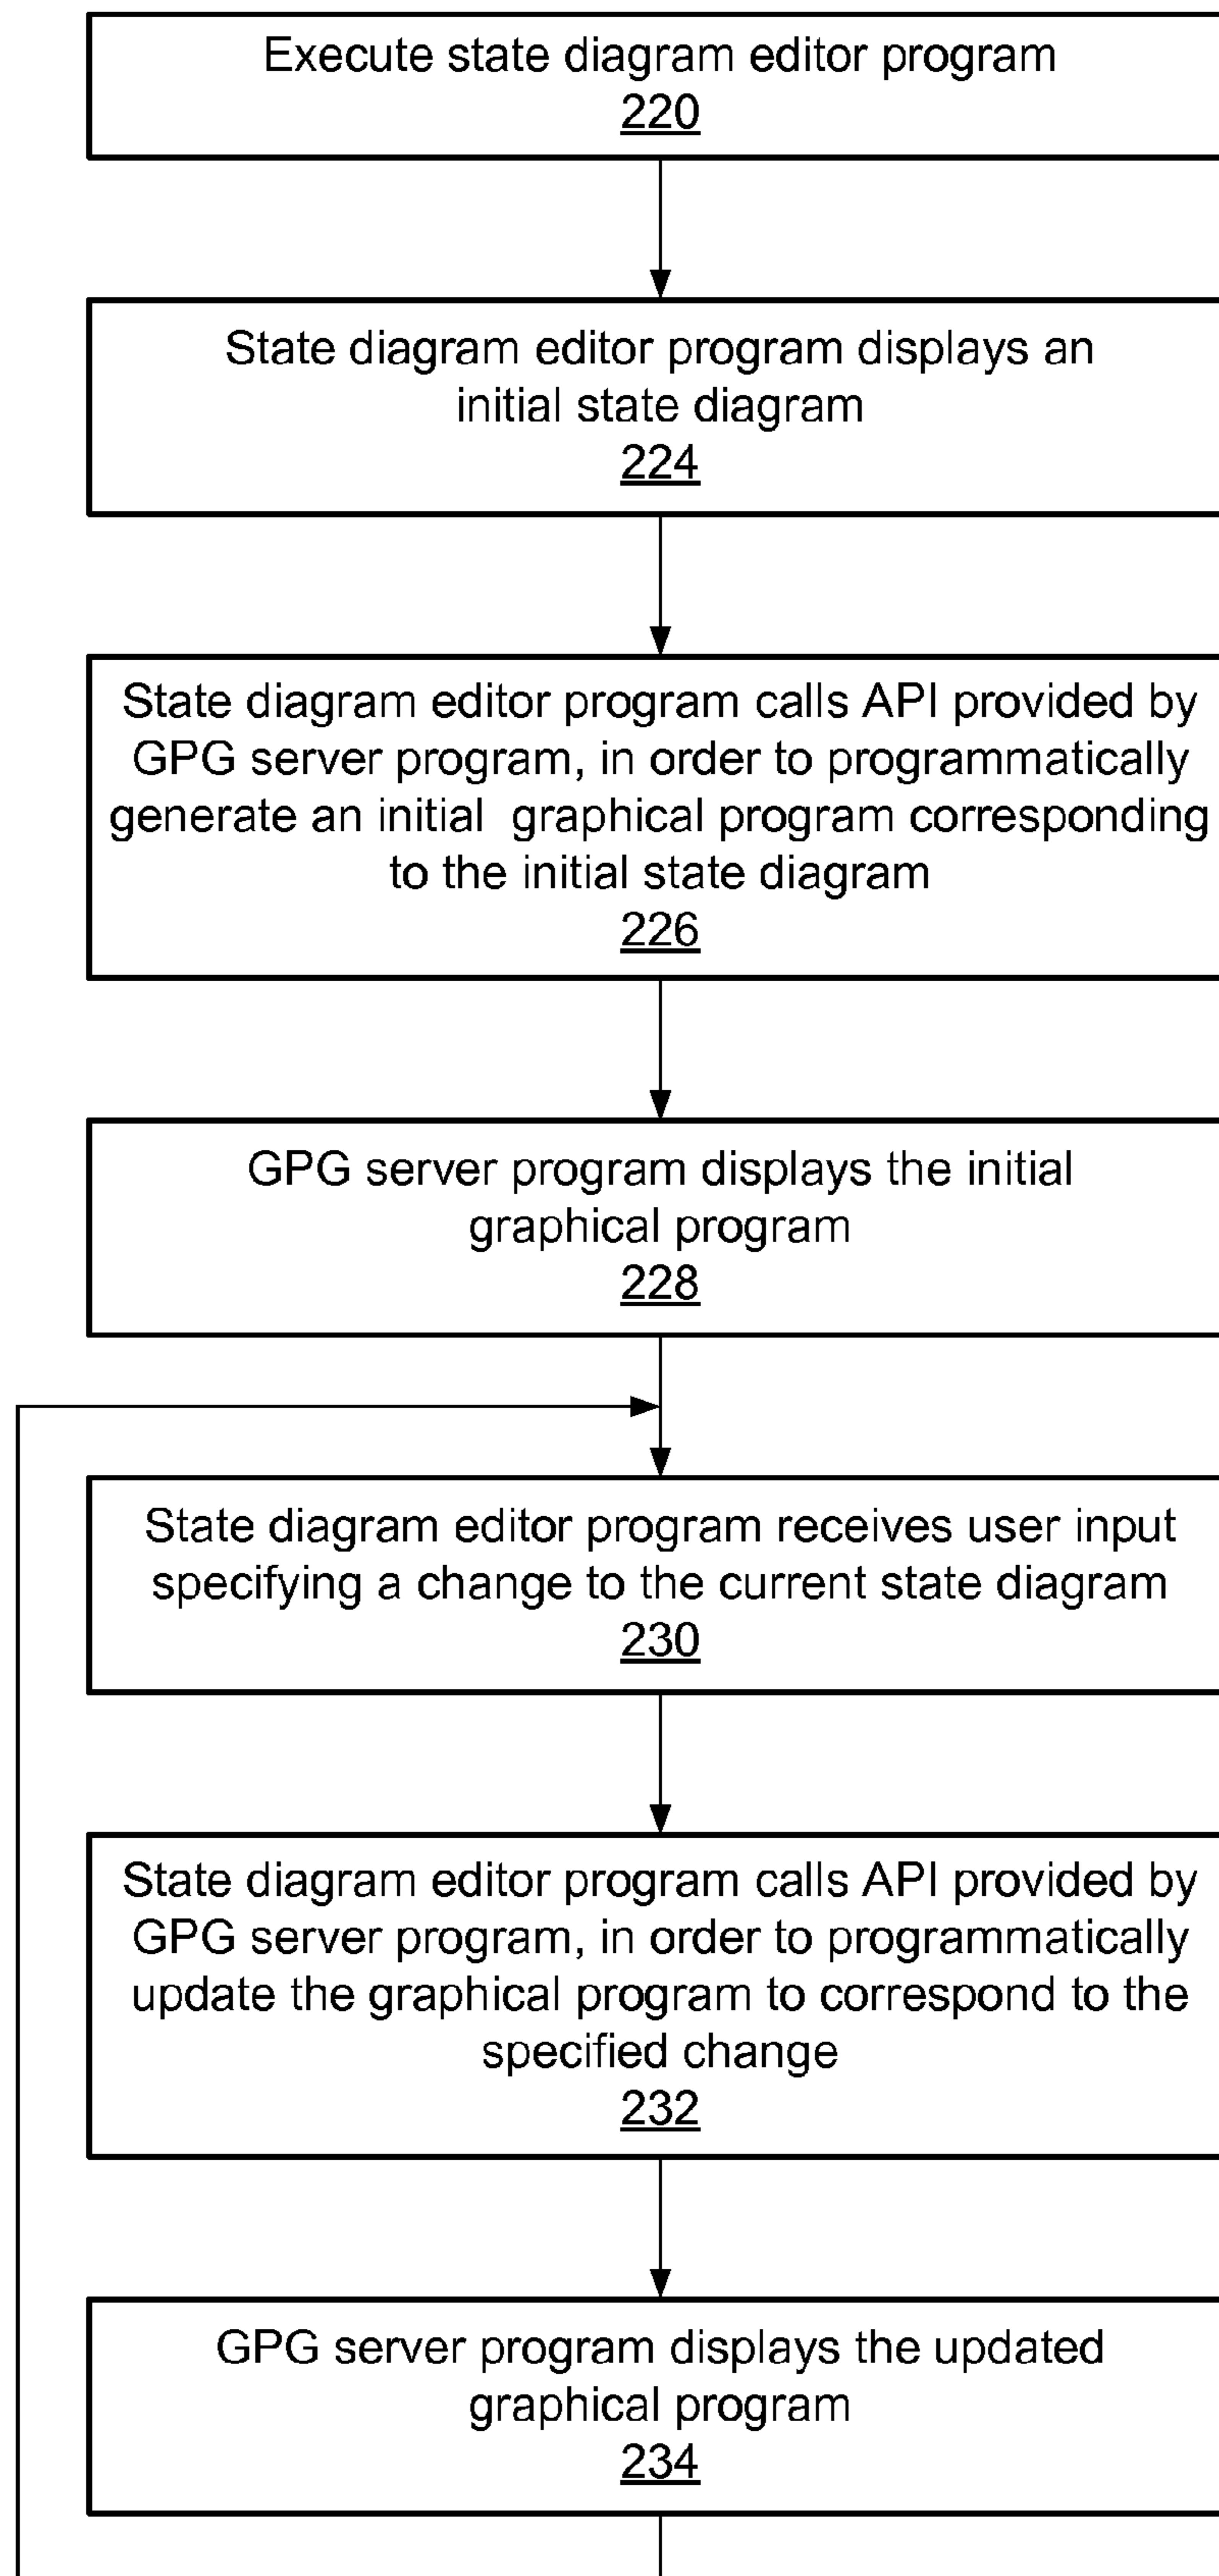 Execute state diagram editor program
220
State diagram editor program displays an
initial state diagram
224
State diagram editor program calls API provided by
GPG server program, in order to programmatically
generate an initial graphical program corresponding
to the initial state diagram
226
GPG server program displays the initial
graphical program
228
State diagram editor program receives user input
specifying a change to the current state diagram
230
State diagram editor program calls API provided by
GPG server program, in order to programmatically
update the graphical program to correspond to the
specified change
232
GPG server program displays the updated
graphical program
234